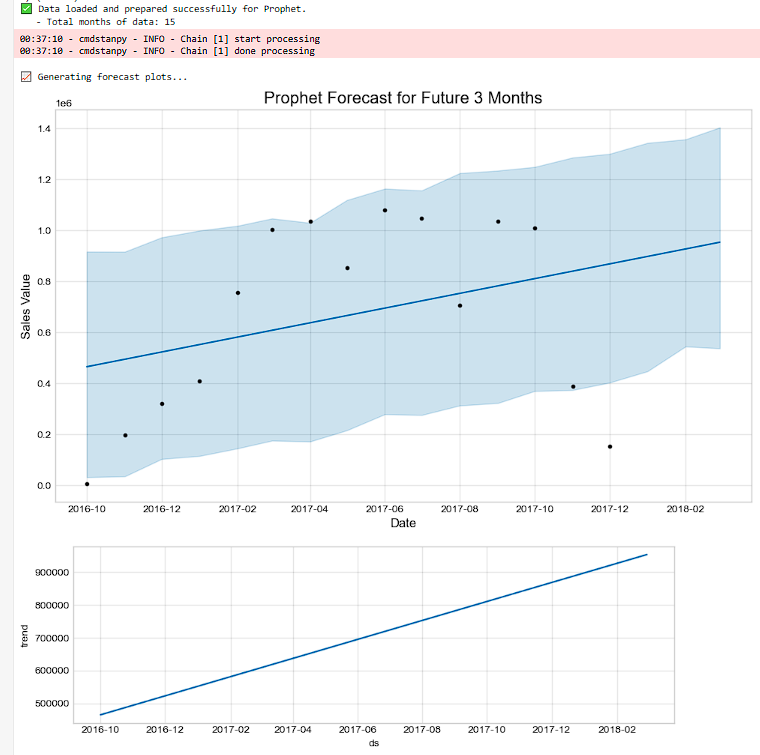 ✅ Data loaded and prepared successfully for Prophet.
- Total months of data: 15
00:37:10 - cmdstanpy - INFO - Chain [1] start processing
00:37:10 - cmdstanpy - INFO - Chain [1] done processing
📈 Generating forecast plots...
Prophet Forecast for Future 3 Months
1e6
1.4
1.2
1.0
0.8
0.6
0.4
0.2
0.0
Sales Value
2016-10 2016-12 2017-02 2017-04 2017-06 2017-08 2017-10 2017-12 2018-02
Date
900000
800000
700000
600000
500000
trend
2016-10 2016-12 2017-02 2017-04 2017-06 2017-08 2017-10 2017-12 2018-02
ds